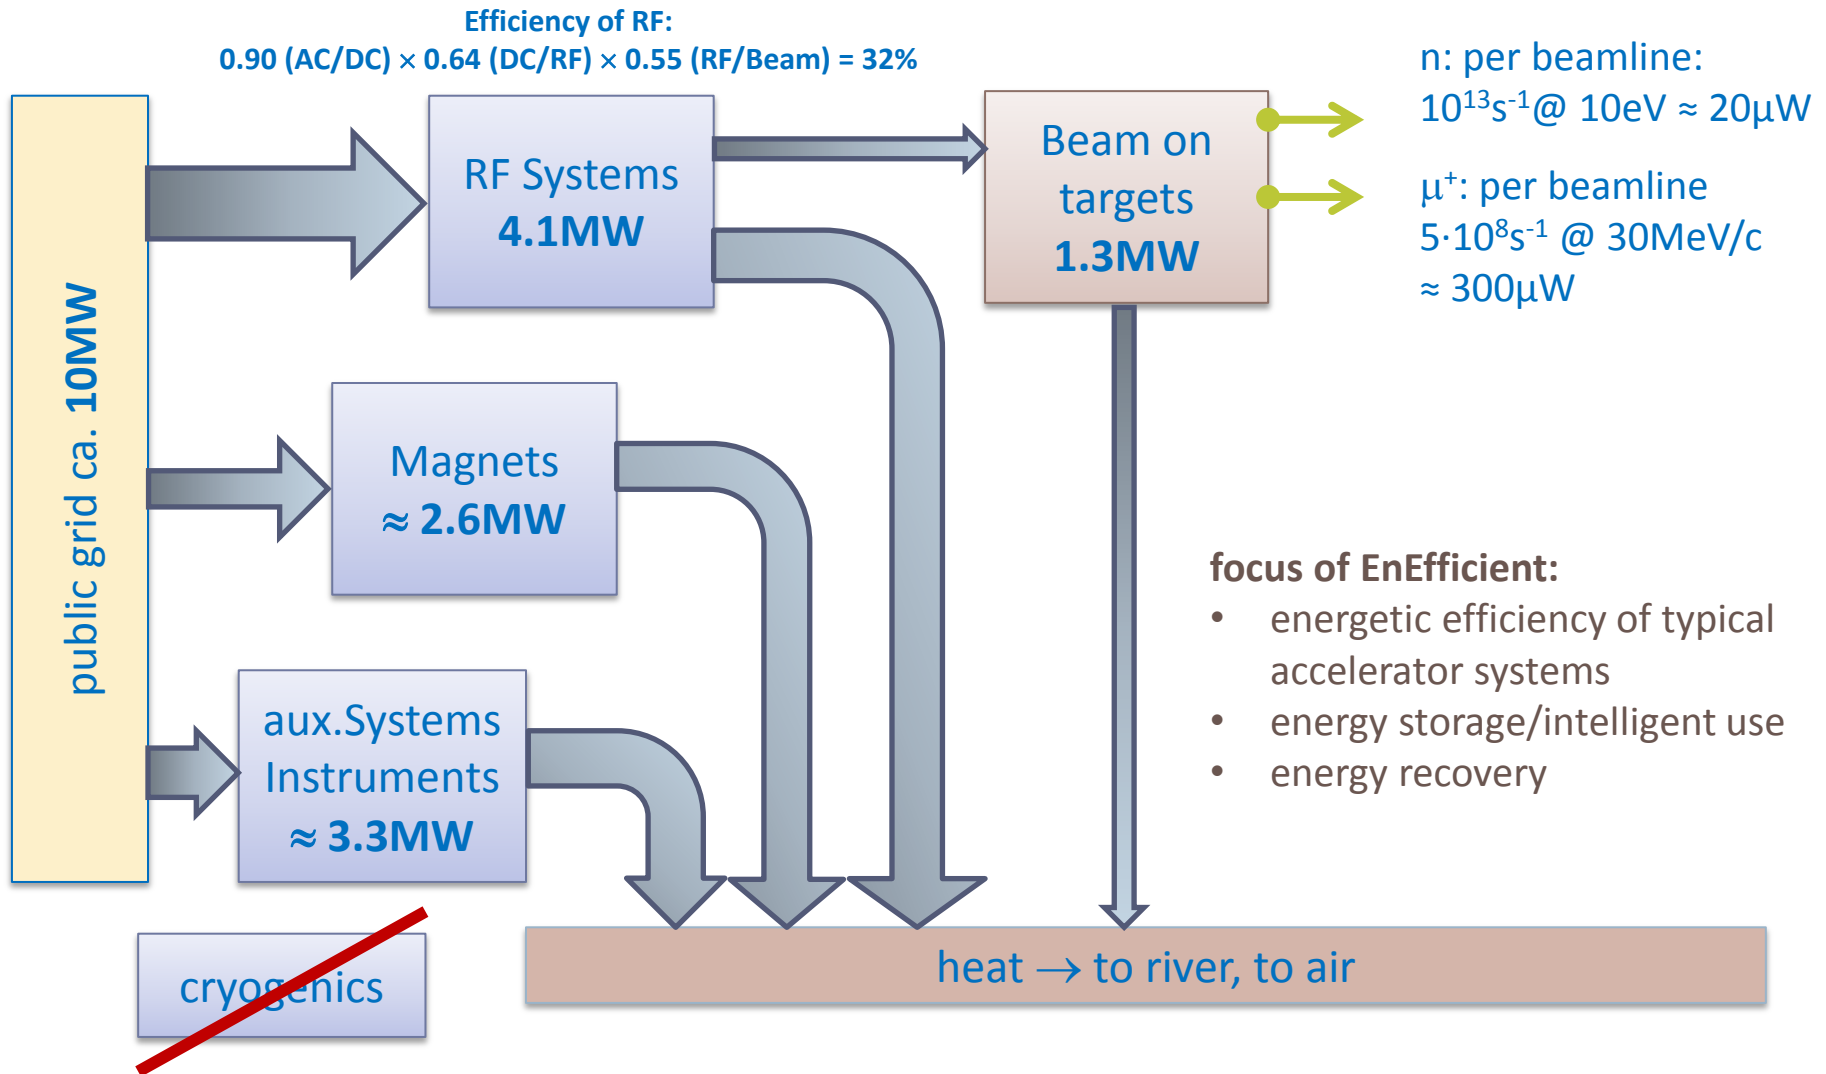 Efficiency of RF:
0.90 (AC/DC) × 0.64 (DC/RF) × 0.55 (RF/Beam) = 32%
public grid ca. 10MW
RF Systems
4.1MW
Beam on
targets
1.3MW
n: per beamline:
10¹³s⁻¹@ 10eV ≈ 20µW
μ⁺: per beamline
5·10⁸s⁻¹ @ 30MeV/c
≈ 300µW
Magnets
≈ 2.6MW
aux.Systems
Instruments
≈ 3.3MW
focus of EnEfficient:
• energetic efficiency of typical
accelerator systems
• energy storage/intelligent use
• energy recovery
cryogenics
heat → to river, to air